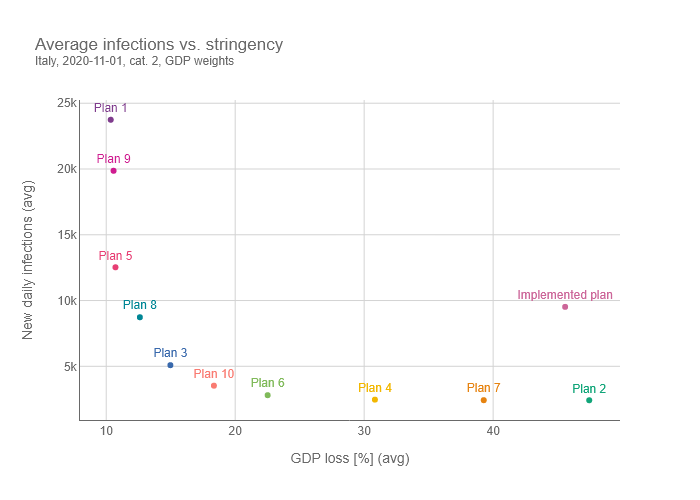 Average infections vs. stringency
Italy, 2020-11-01, cat. 2, GDP weights
25k
Plan 1
20k
Plan 9
15k
Plan 5
10k
Plan 8
Implemented plan
5k
Plan 3
Plan 10
Plan 6
Plan 4
Plan 7
Plan 2
10
20
30
40
New daily infections (avg)
GDP loss [%] (avg)